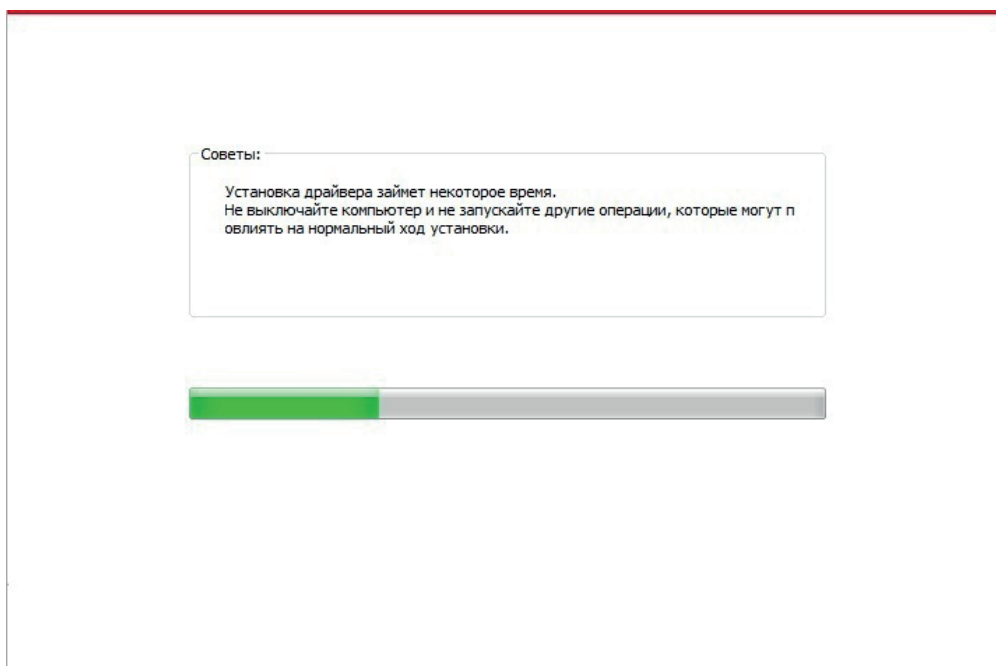 Советы:
Установка драйвера займет некоторое время.
Не выключайте компьютер и не запускайте другие операции, которые могут п
овлиять на нормальный ход установки.